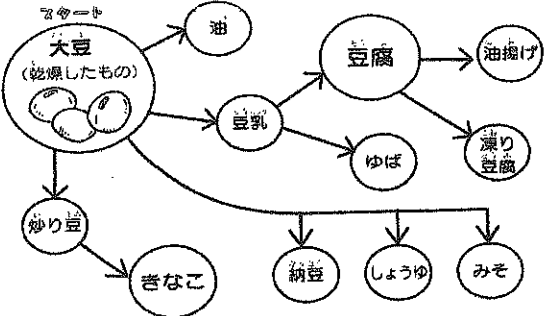 スタート
大豆
(乾燥したもの)
油
豆乳
豆腐
油揚げ
凍り
豆腐
ゆば
炒り豆
きなこ
納豆
しょうゆ
みそ